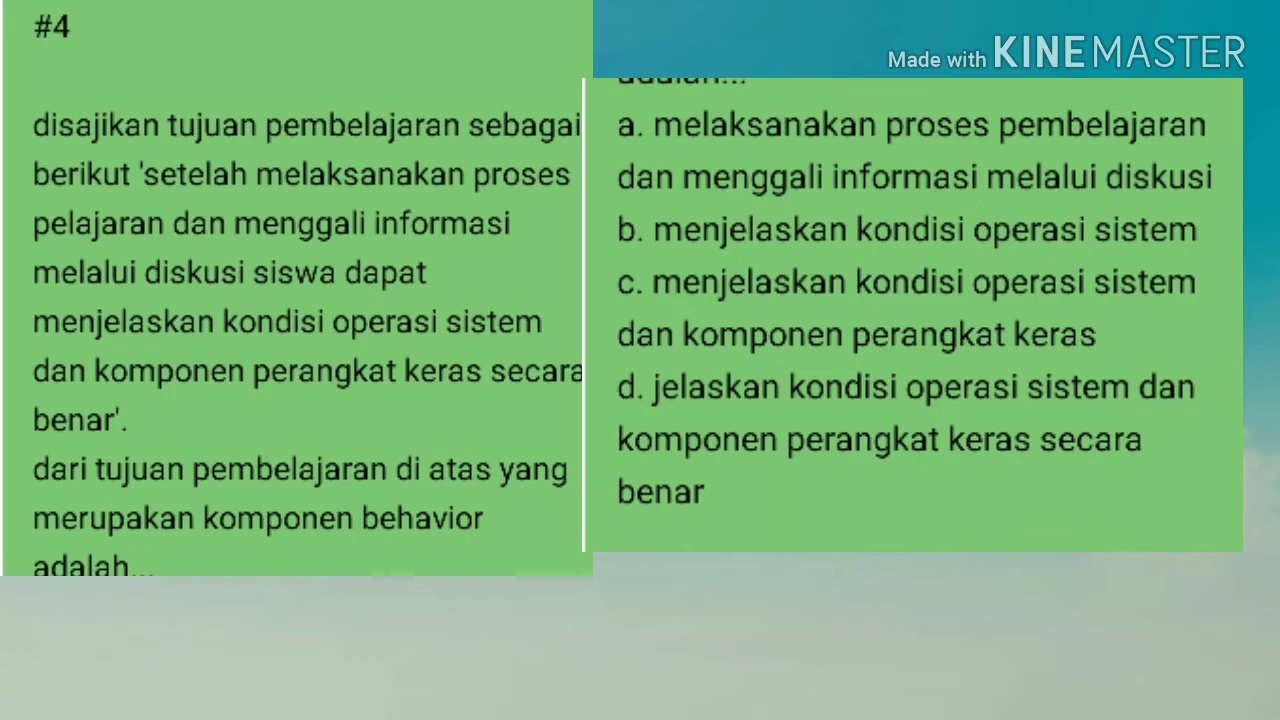 #4
disajikan tujuan pembelajaran sebagai
berikut 'setelah melaksanakan proses
pelajaran dan menggali informasi
melalui diskusi siswa dapat
menjelaskan kondisi operasi sistem
dan komponen perangkat keras secara
benar'.
dari tujuan pembelajaran di atas yang
merupakan komponen behavior
adalah...
Made with KINEMASTER
adalah...
a. melaksanakan proses pembelajaran
dan menggali informasi melalui diskusi
b. menjelaskan kondisi operasi sistem
c. menjelaskan kondisi operasi sistem
dan komponen perangkat keras
d. jelaskan kondisi operasi sistem dan
komponen perangkat keras secara
benar